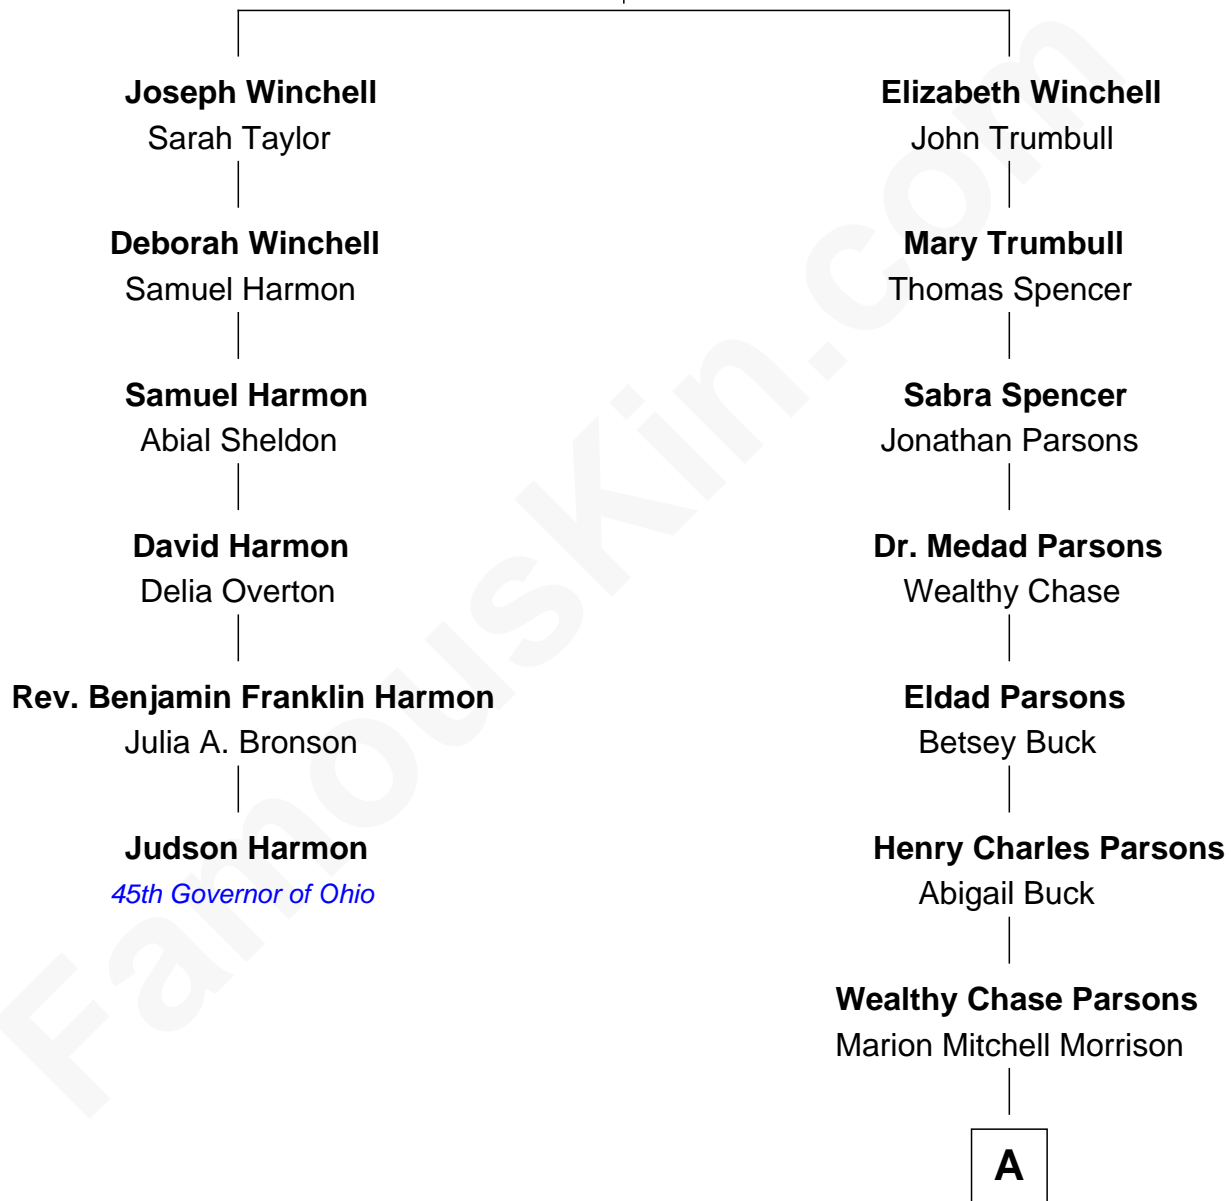 Joseph Winchell
Sarah Taylor
Deborah Winchell
Samuel Harmon
Samuel Harmon
Abial Sheldon
David Harmon
Delia Overton
Rev. Benjamin Franklin Harmon
Julia A. Bronson
Judson Harmon
45th Governor of Ohio
Elizabeth Winchell
John Trumbull
Mary Trumbull
Thomas Spencer
Sabra Spencer
Jonathan Parsons
Dr. Medad Parsons
Wealthy Chase
Eldad Parsons
Betsey Buck
Henry Charles Parsons
Abigail Buck
Wealthy Chase Parsons
Marion Mitchell Morrison
A
FamousKin.com